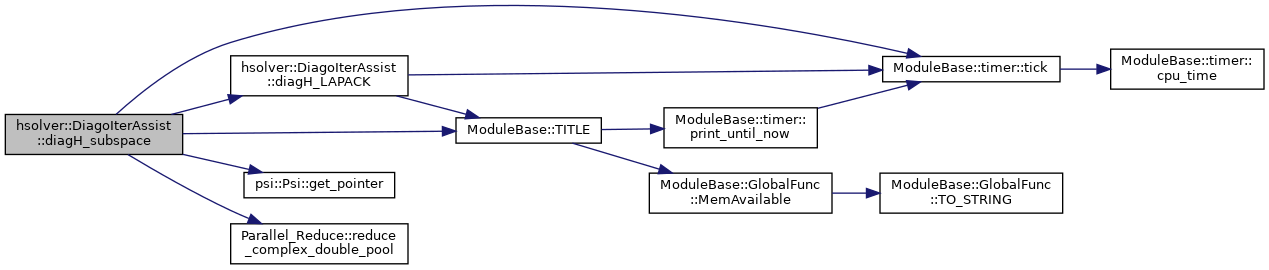 hsolver::DiagoIterAssist
::diagH_subspace
hsolver::DiagoIterAssist
::diagH_LAPACK
ModuleBase::timer::tick
ModuleBase::timer::
cpu_time
ModuleBase::TITLE
ModuleBase::timer::
print_until_now
psi::Psi::get_pointer
ModuleBase::GlobalFunc
::MemAvailable
ModuleBase::GlobalFunc
::TO_STRING
Parallel_Reduce::reduce
_complex_double_pool